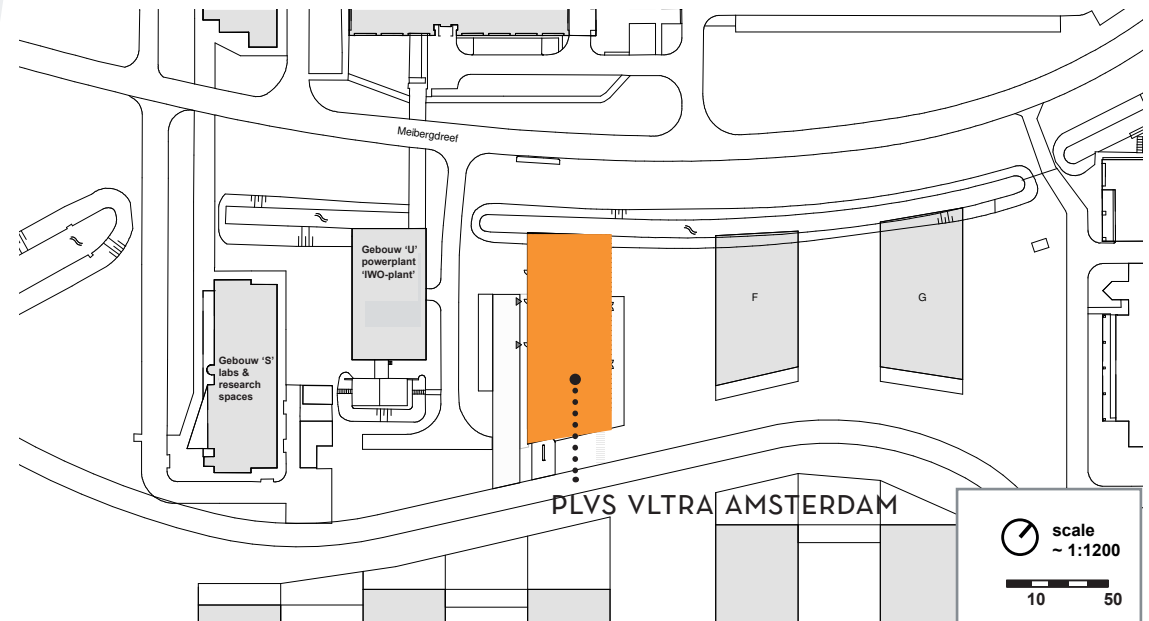 Meibergdreef
Gebouw ‘U’
powerplant
‘IWO-plant’
F
G
Gebouw ‘S’
labs &
research
spaces
PLVS VLTRA AMSTERDAM
scale
~ 1:1200
10 50